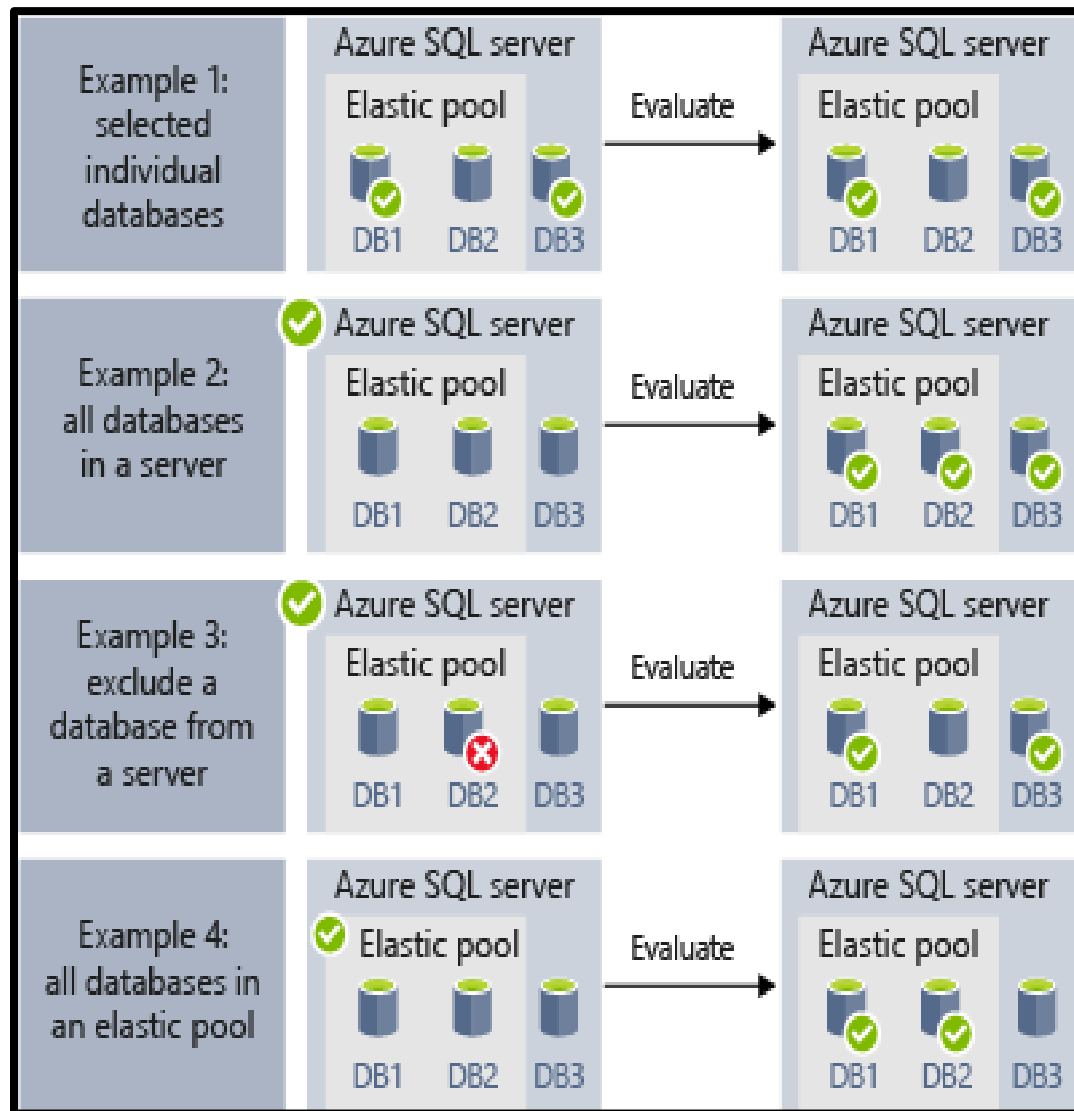 Example 1:
selected
individual
databases
Azure SQL server
Elastic pool
DB1 DB2 DB3
Evaluate
Azure SQL server
Elastic pool
DB1 DB2 DB3
Example 2:
all databases
in a server
Azure SQL server
Elastic pool
DB1 DB2 DB3
Evaluate
Azure SQL server
Elastic pool
DB1 DB2 DB3
Example 3:
exclude a
database from
a server
Azure SQL server
Elastic pool
DB1 DB2 DB3
Evaluate
Azure SQL server
Elastic pool
DB1 DB2 DB3
Example 4:
all databases in
an elastic pool
Azure SQL server
Elastic pool
DB1 DB2 DB3
Evaluate
Azure SQL server
Elastic pool
DB1 DB2 DB3